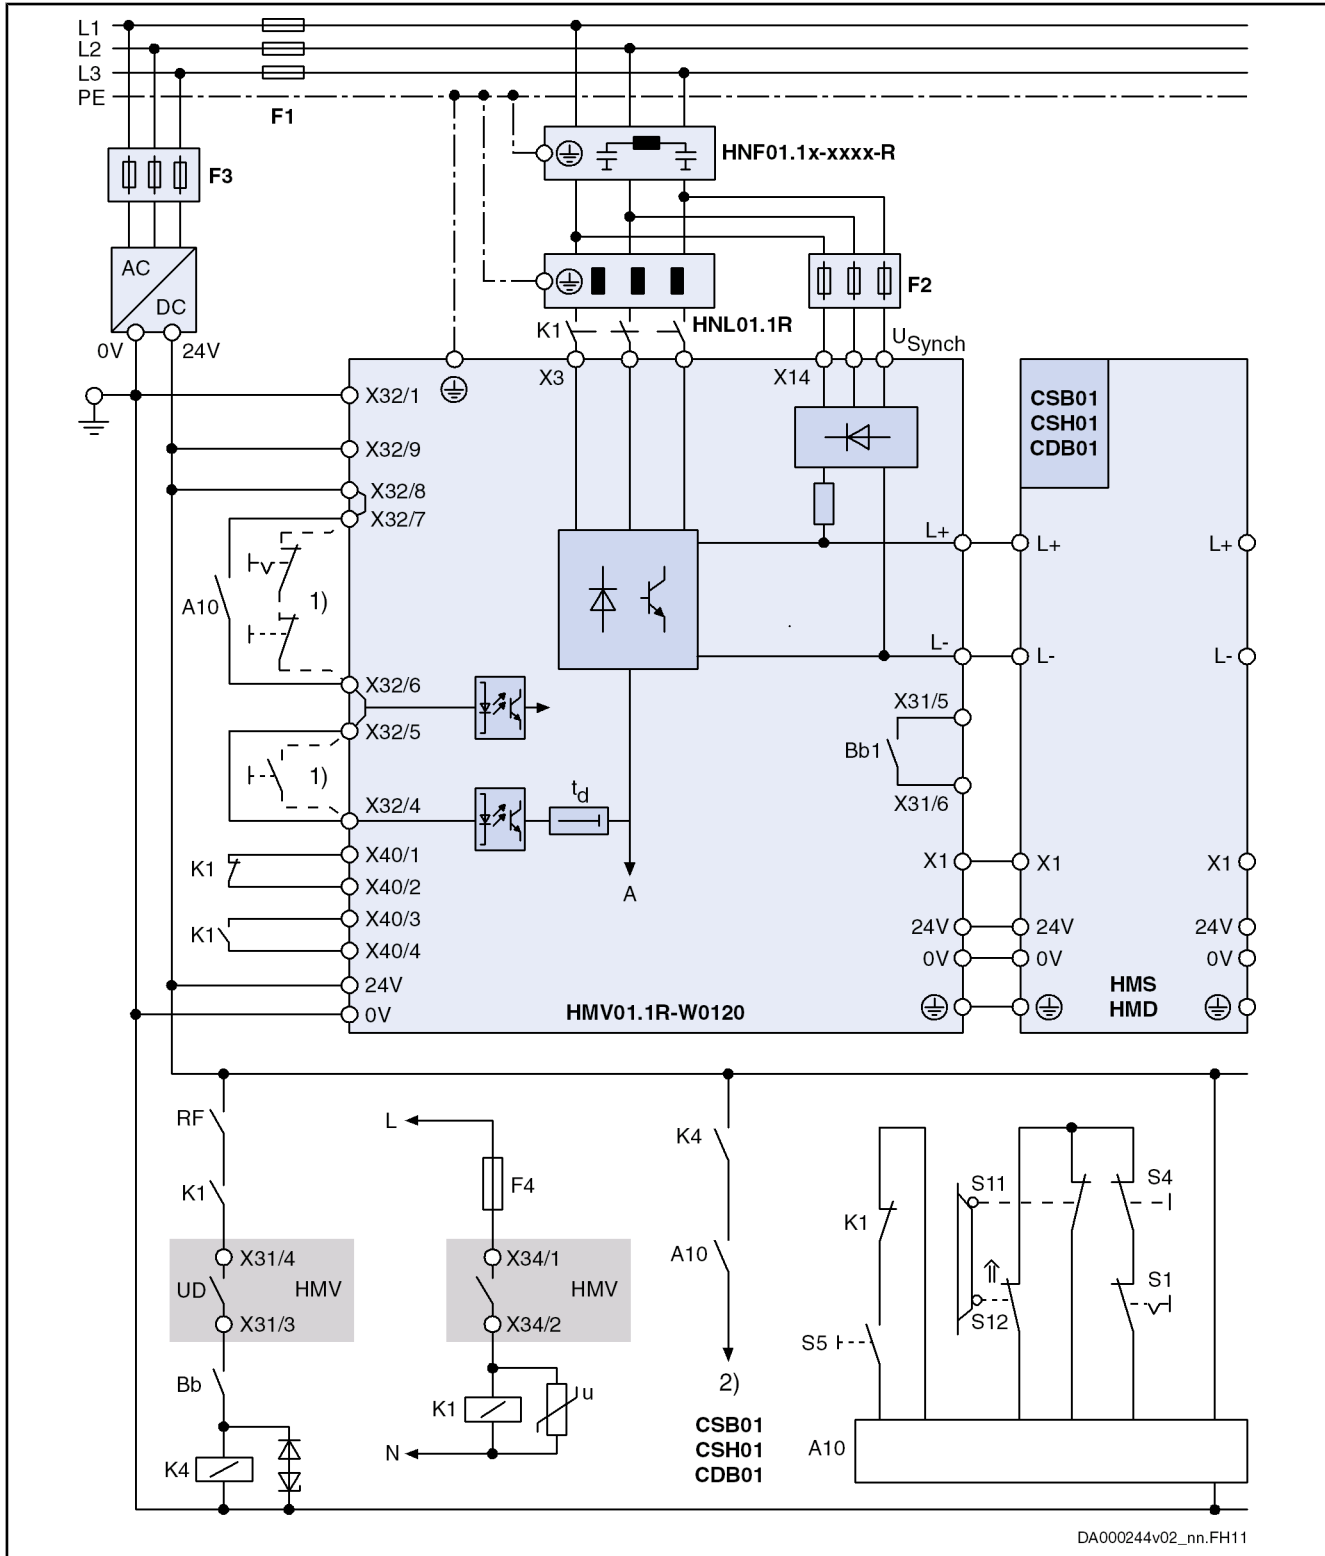 L1
L2
L3
PE
F1
F3
HNF01.1x-xxxx-R
AC
DC
0V
24V
F2
K1
HNL01.1R
USynch
X3
X14
X32/1
X32/9
X32/8
X32/7
A10
1)
X32/6
X32/5
1)
X32/4
K1
X40/1
X40/2
K1
X40/3
X40/4
24V
0V
td
A
HMV01.1R-W0120
L+
L-
X31/5
Bb1
X31/6
X1
24V
0V
CSB01
CSH01
CDB01
L+
L+
L-
L-
X1
X1
24V
24V
0V
0V
HMS
HMD
RF
K1
X31/4
UD
HMV
X31/3
Bb
K4
L
F4
X34/1
HMV
X34/2
K1
u
N
K4
A10
2)
CSB01
CSH01
CDB01
K1
S5
S11
S12
S4
S1
A10
DA000244v02_nn.FH11